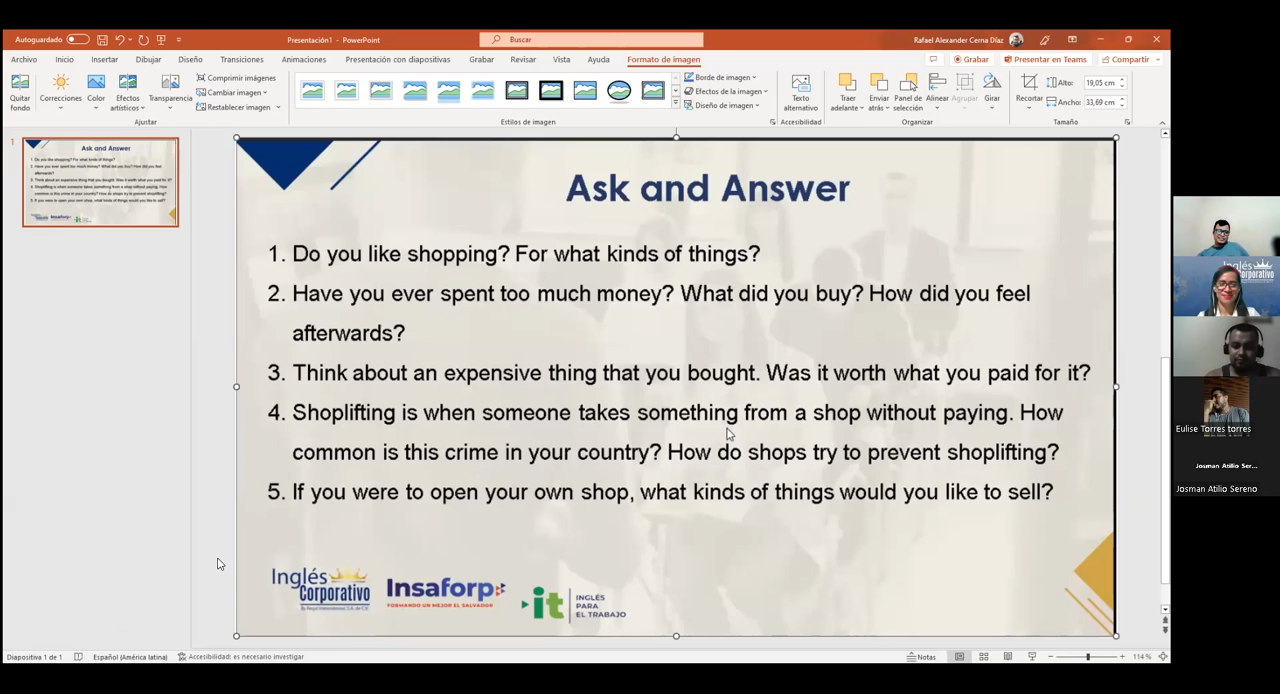 Autoguardado
Presentación1 - PowerPoint
Buscar
Rafael Alexander Cerna Díaz
Archivo Inicio Insertar Dibujar Diseño Transiciones Animaciones Presentación con diapositivas Grabar Revisar Vista Ayuda Formato de imagen
Grabar Presentar en Teams Compartir
Quitar fondo
Correcciones
Color
Efectos artísticos
Transparencia
Comprimir imágenes
Cambiar imagen
Restablecer imagen
Borde de imagen
Efectos de la imagen
Diseño de imagen
Texto alternativo
Traer adelante
Enviar atrás
Panel de selección
Alinear
Agrupar
Girar
Recortar
Alto: 19,05 cm
Ancho: 33,69 cm
Ajustar
Estilos de imagen
Accesibilidad
Organizar
Tamaño
1
Ask and Answer
1. Do you like shopping? For what kinds of things?
2. Have you ever spent too much money? What did you buy? How did you feel
afterwards?
3. Think about an expensive thing that you bought. Was it worth what you paid for it?
4. Shoplifting is when someone takes something from a shop without paying. How
common is this crime in your country? How do shops try to prevent shoplifting?
5. If you were to open your own shop, what kinds of things would you like to sell?
Inglés
Corporativo
Insaforp
FORMANDO UN MEJOR EL SALVADOR
it
INGLÉS
PARA
EL TRABAJO
Inglés
Corporativo
Eulise Torres torres
Josman Atilio Ser...
Josman Atilio Sereno
Diapositiva 1 de 1
Español (América latina)
Accesibilidad: es necesario investigar
Notas
114 %